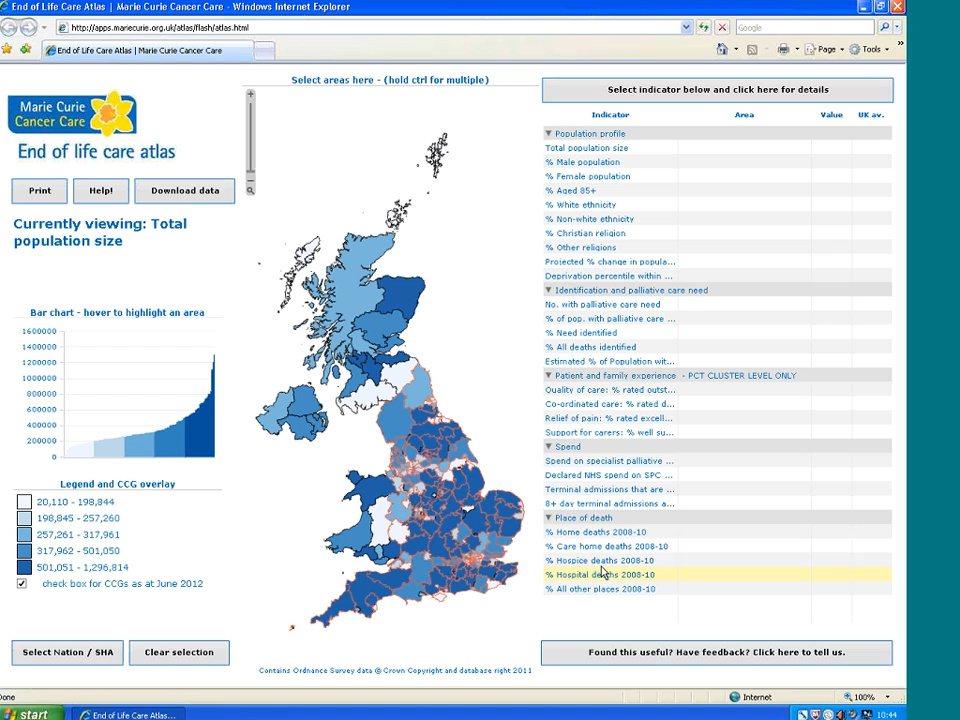 End of Life Care Atlas | Marie Curie Cancer Care - Windows Internet Explorer
http://apps.mariecurie.org.uk/atlas/flash/atlas.html
Google
End of Life Care Atlas | Marie Curie Cancer Care
Page
Tools
Select areas here - (hold ctrl for multiple)
Select indicator below and click here for details
Marie Curie
Cancer Care
End of life care atlas
Print
Help!
Download data
Currently viewing: Total
population size
Bar chart - hover to highlight an area
1600000
1400000
1200000
1000000
800000
600000
400000
200000
0
Legend and CCG overlay
20,110 - 198,844
198,845 - 257,260
257,261 - 317,961
317,962 - 501,050
501,051 - 1,296,814
check box for CCGs as at June 2012
Select Nation / SHA
Clear selection
Contains Ordnance Survey data @ Crown Copyright and database right 2011
Indicator Area Value UK av.
Population profile
Total population size
% Male population
% Female population
% Aged 85+
% White ethnicity
% Non-white ethnicity
% Christian religion
% Other religions
Projected % change in popula...
Deprivation percentile within ...
Identification and palliative care need
No. with palliative care need
% of pop. with palliative care ...
% Need identified
% All deaths identified
Estimated % of Population wit...
Patient and family experience - PCT CLUSTER LEVEL ONLY
Quality of care: % rated outst...
Co-ordinated care: % rated d...
Relief of pain: % rated excell...
Support for carers: % well su...
Spend
Spend on specialist palliative ...
Declared NHS spend on SPC ...
Terminal admissions that are ...
8+ day terminal admissions a...
Place of death
% Home deaths 2008-10
% Care home deaths 2008-10
% Hospice deaths 2008-10
% Hospital deaths 2008-10
% All other places 2008-10
Found this useful? Have feedback? Click here to tell us.
Done
Internet
100%
start
End of Life Care Atlas...
10:44